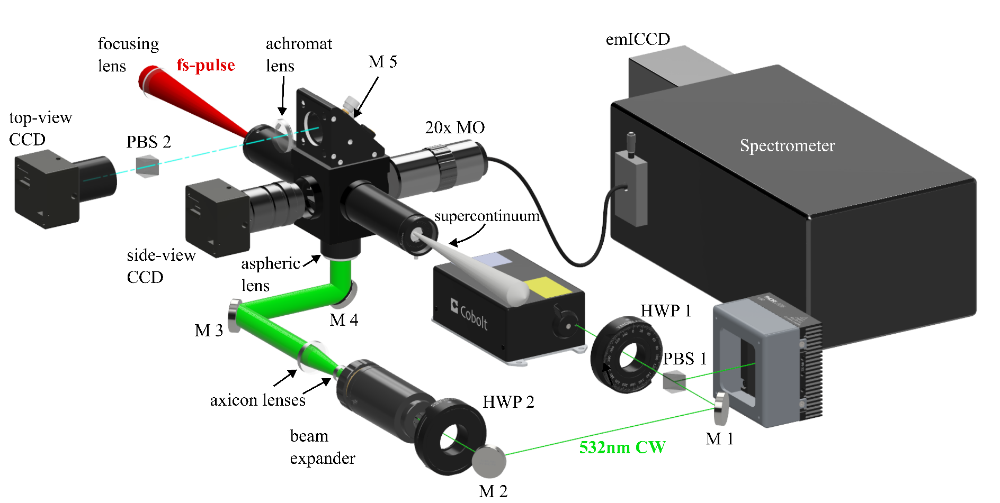 emICCD
focusing
lens
fs-pulse
achromat
lens
M 5
top-view
CCD
PBS 2
20x MO
Spectrometer
supercontinuum
side-view
CCD
aspheric
lens
M 3
M 4
Cobolt
HWP 1
THORLABS
PBS 1
axicon lenses
HWP 2
beam
expander
532nm CW
M 1
M 2